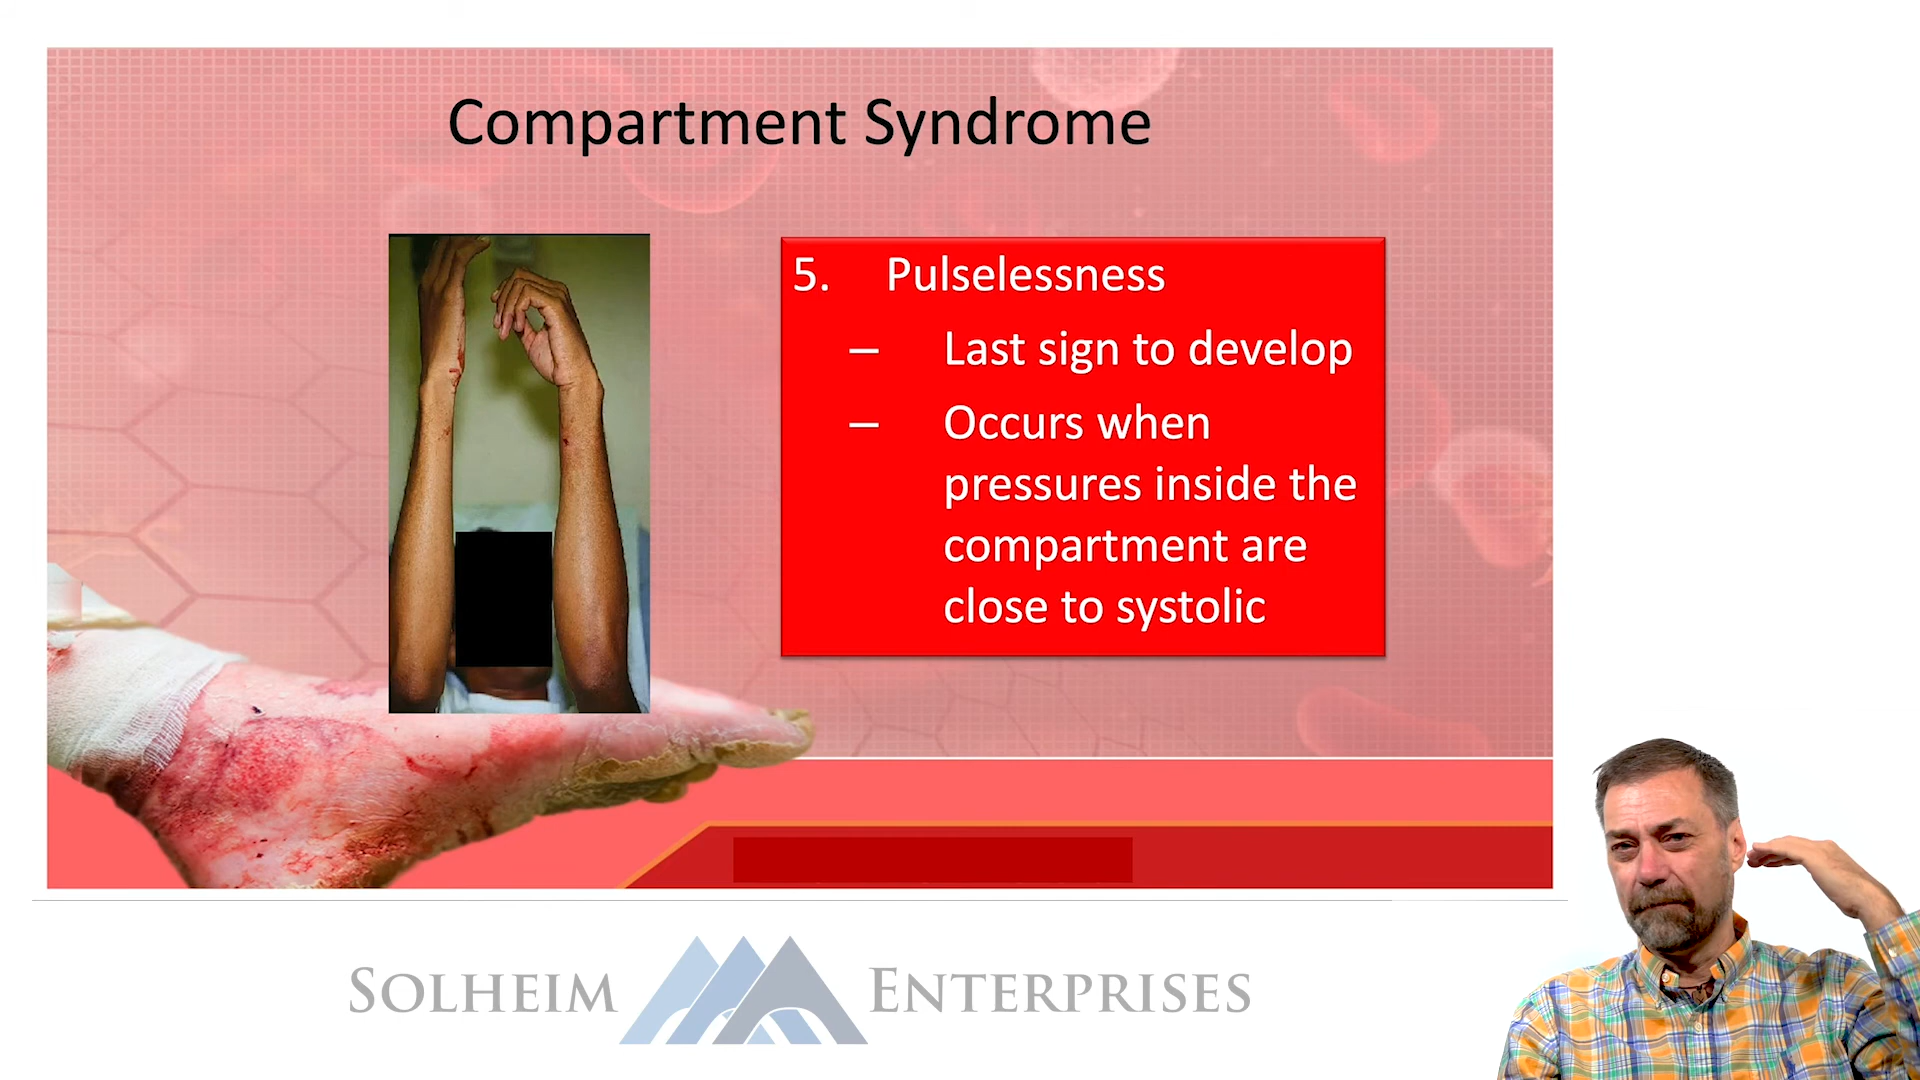 Compartment Syndrome
5. Pulselessness
– Last sign to develop
– Occurs when
pressures inside the
compartment are
close to systolic
SOLHEIM ENTERPRISES